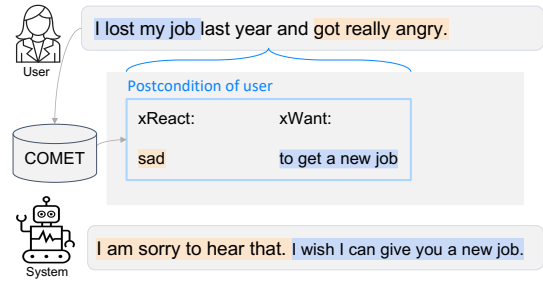 I lost my job last year and got really angry.
User
Postcondition of user
xReact: xWant:
COMET
sad to get a new job
I am sorry to hear that. I wish I can give you a new job.
System